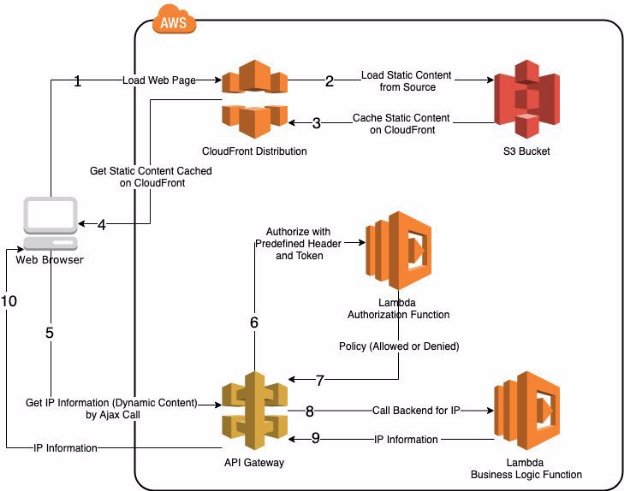 AWS
1
Load Web Page
2
Load Static Content
from Source
3
Cache Static Content
on CloudFront
CloudFront Distribution
S3 Bucket
Get Static Content Cached
on CloudFront
4
Web Browser
Authorize with
Predefined Header
and Token
10
5
6
Lambda
Authorization Function
Policy (Allowed or Denied)
7
Get IP Information (Dynamic Content)
by Ajax Call
8
Call Backend for IP
9
IP Information
IP Information
API Gateway
Lambda
Business Logic Function